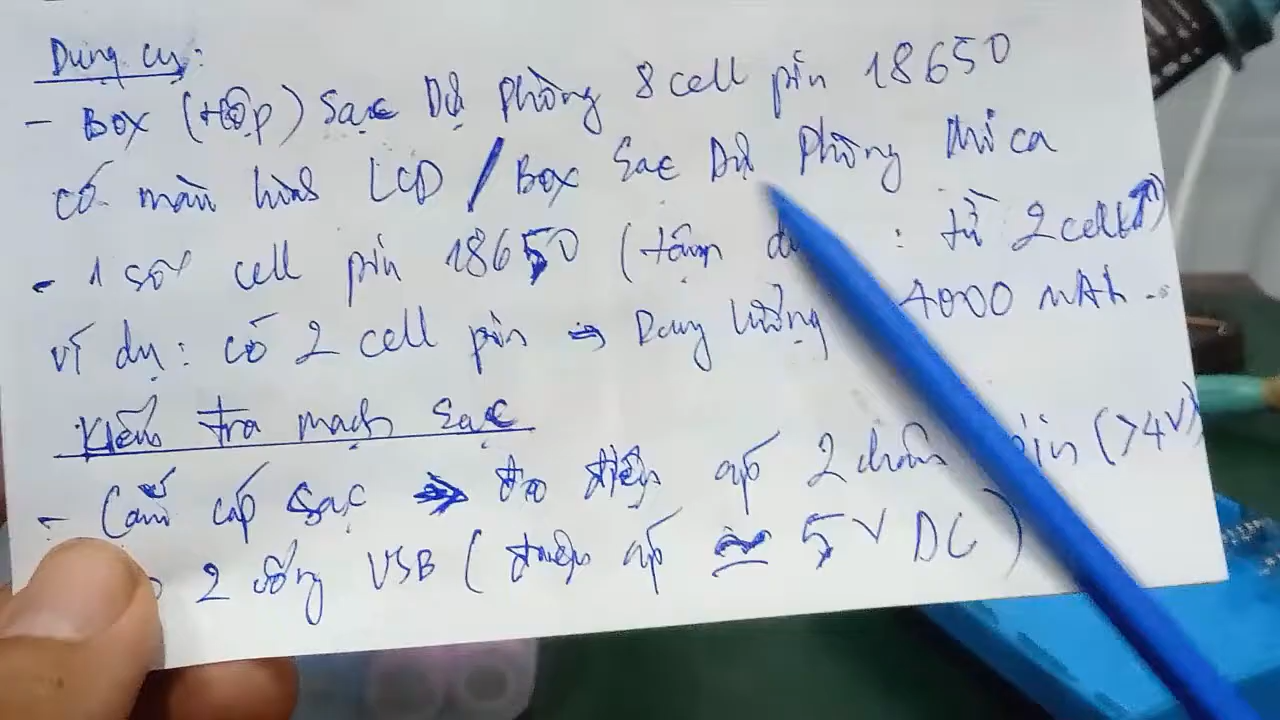 Dụng cụ:
- Box (Hộp) Sạc Dự phòng 8 cell pin 18650
có màn hình LCD / Box Sạc Dự phòng Mica
- 1 số cell pin 18650 (tận dụ : từ 2 cell ↑)
ví dụ: có 2 cell pin → Dung lượng 4000 mAh ..
Kiểm tra mạch sạc
- Cắm cáp sạc → đo điện áp 2 chân pin (>4V)
2 cổng USB (điện áp ≃ 5V DC)